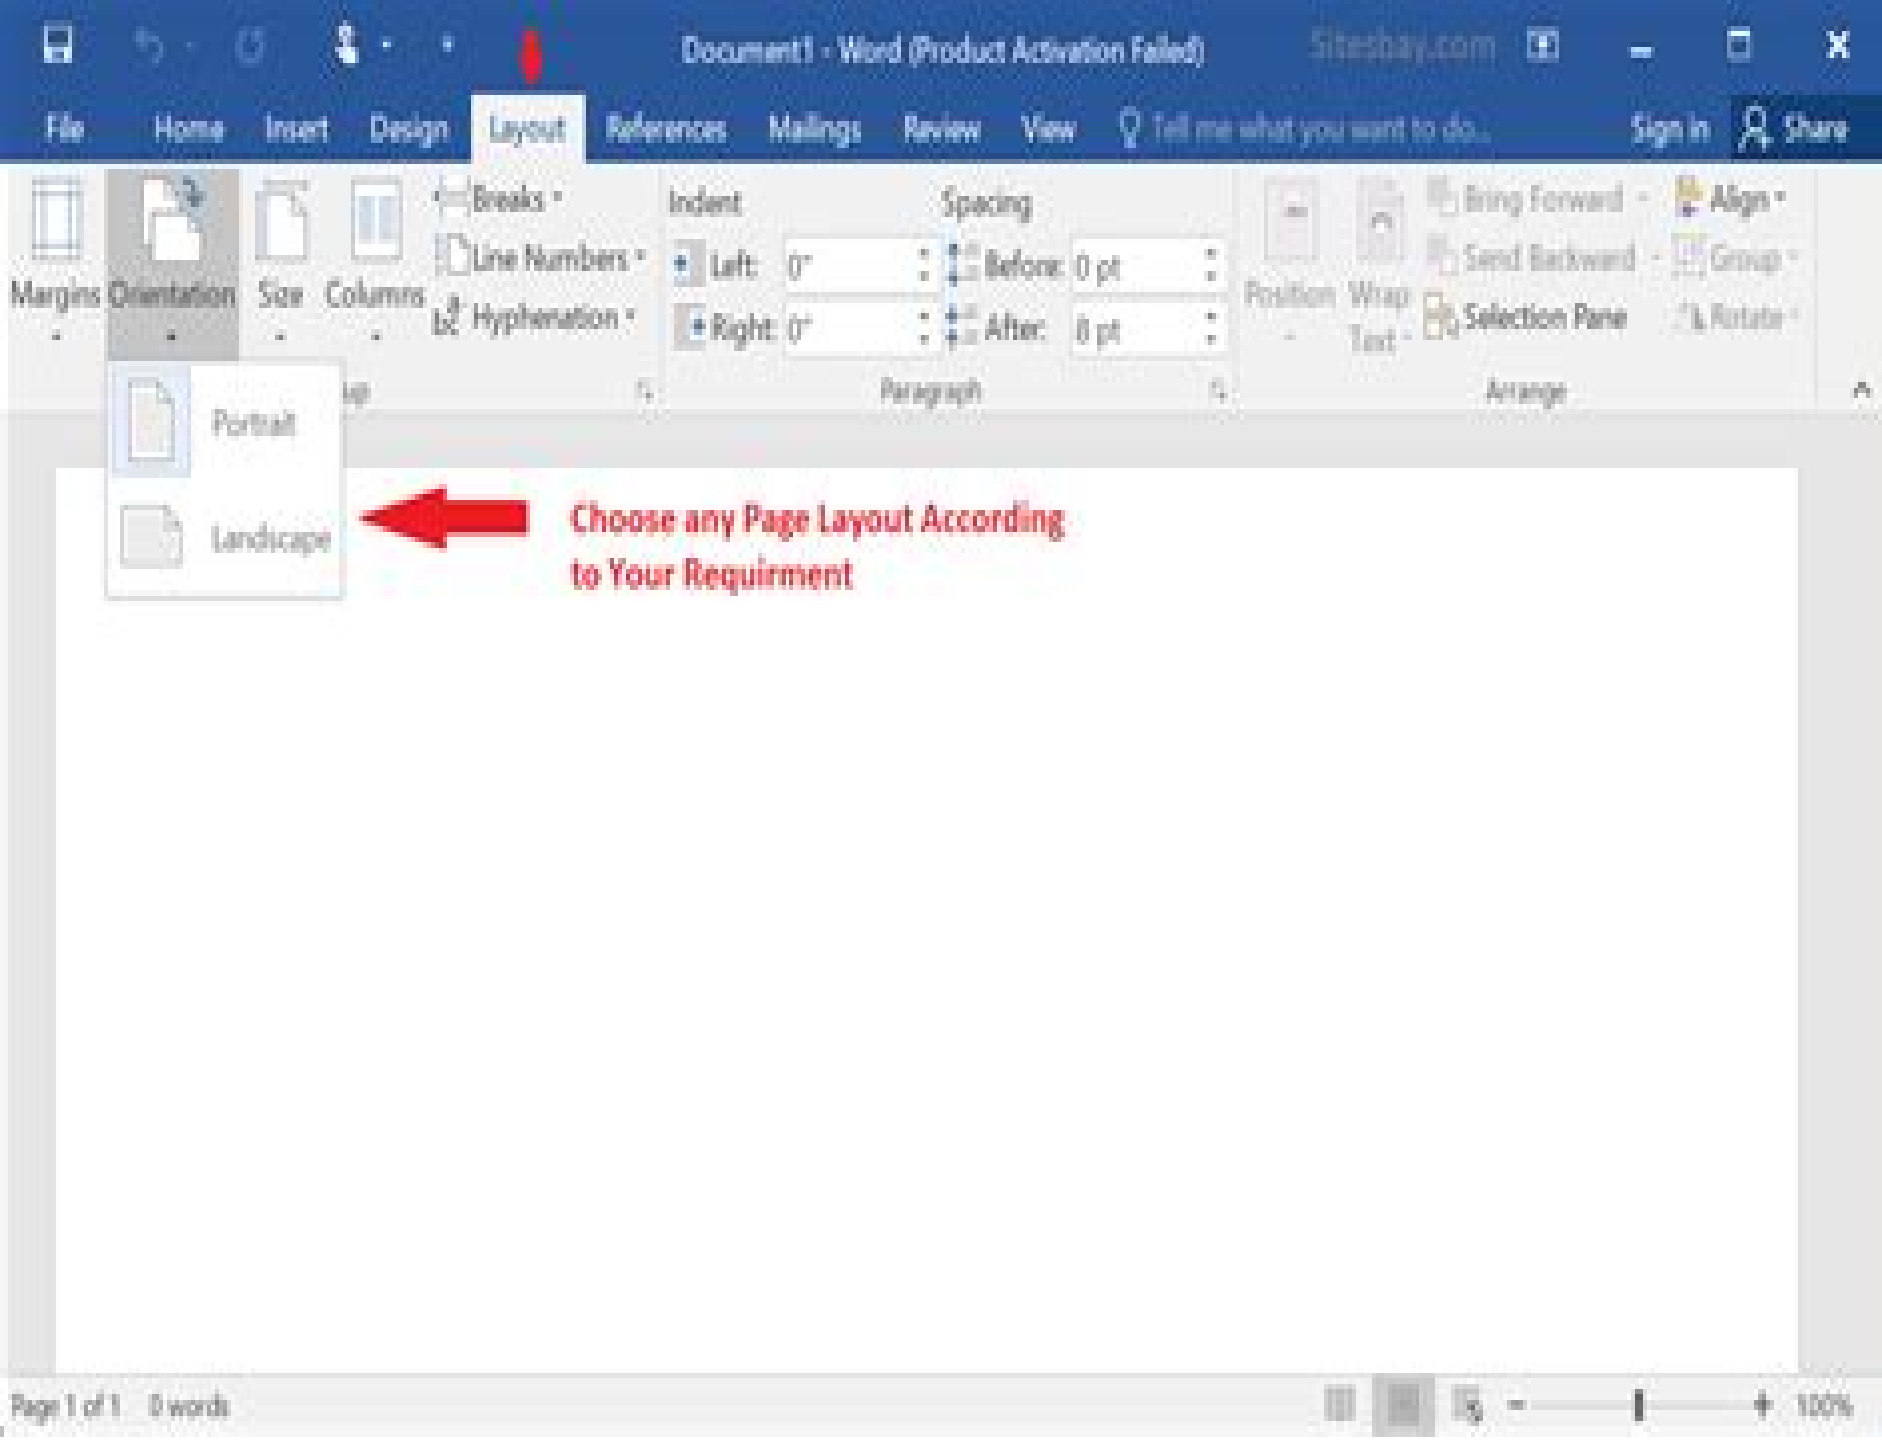 Document1 - Word (Product Activation Failed)
Sitesbay.com
File Home Insert Design Layout References Mailings Review View Tell me what you want to do... Sign in Share
Margins Orientation Size Columns
Breaks
Line Numbers
Hyphenation
Indent
Left: 0"
Right: 0"
Spacing
Before: 0 pt
After: 8 pt
Paragraph
Position Wrap
Text
Bring Forward
Send Backward
Selection Pane
Align
Group
Rotate
Arrange
up
Portrait
Landscape
Choose any Page Layout According
to Your Requirment
Page 1 of 1 0 words
100%